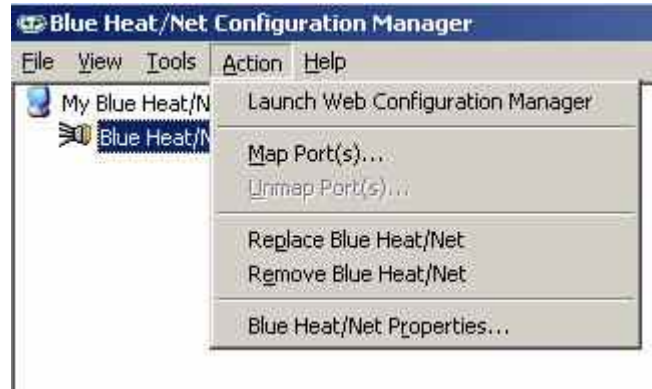 Blue Heat/Net Configuration Manager
File View Tools Action Help
My Blue Heat/N
Blue Heat/N
Launch Web Configuration Manager
Map Port(s)...
Unmap Port(s)...
Replace Blue Heat/Net
Remove Blue Heat/Net
Blue Heat/Net Properties...